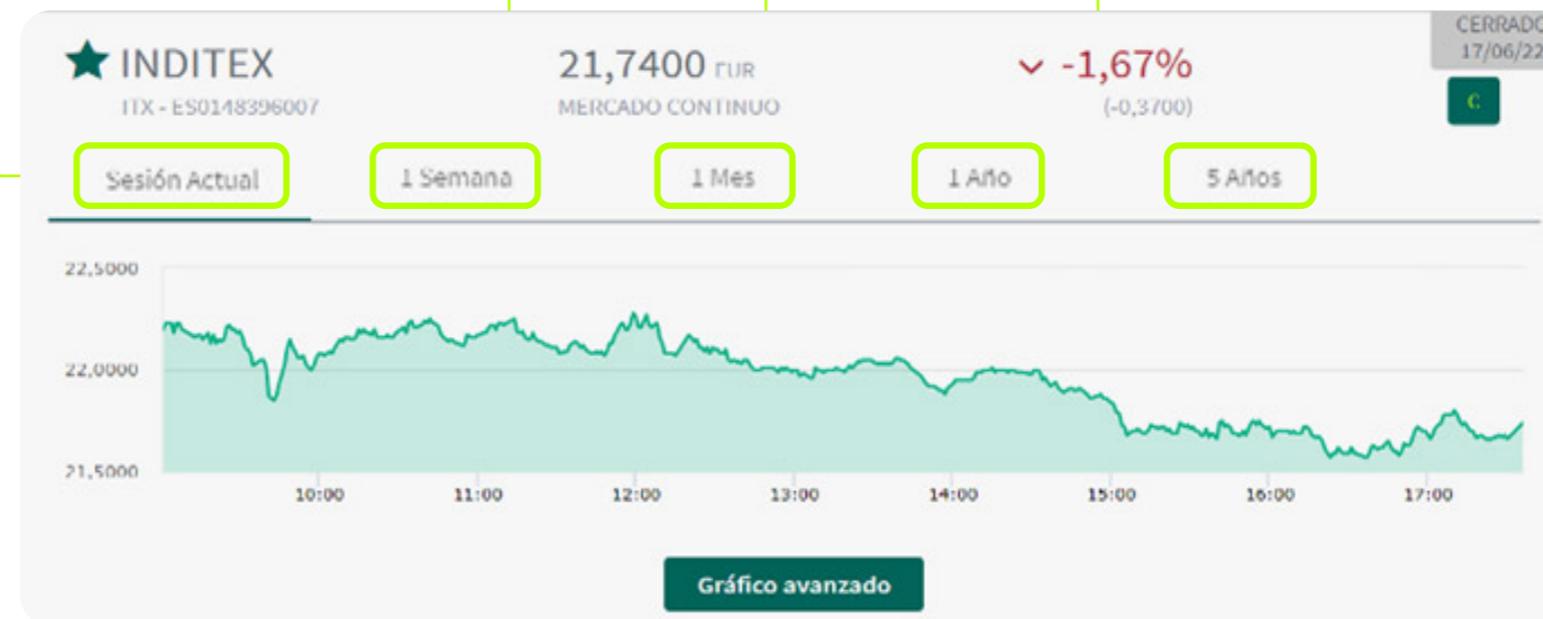 INDITEX
ITX - ES0148396007
21,7400 EUR
MERCADO CONTINUO
-1,67%
(-0,3700)
CERRADO
17/06/22
C
Sesión Actual
1 Semana
1 Mes
1 Año
5 Años
22,5000
22,0000
21,5000
10:00
11:00
12:00
13:00
14:00
15:00
16:00
17:00
Gráfico avanzado